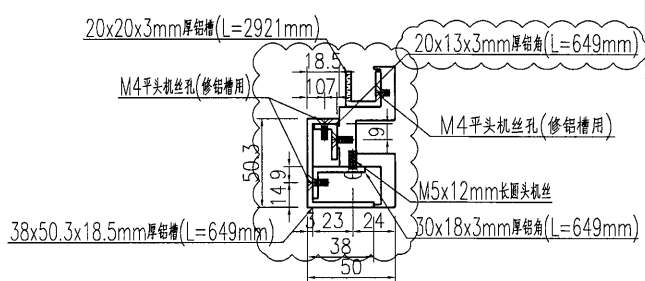 20x20x3mm厚铝槽(L=2921mm)
20x13x3mm厚铝角(L=649mm)
18.5
M4平头机丝孔(修铝槽用)
107
M4平头机丝孔(修铝槽用)
19
50.3
14.9
M5x12mm长圆头机丝
3 23 24
30x18x3mm厚铝角(L=649mm)
38x50.3x18.5mm厚铝槽(L=649mm)
38
50